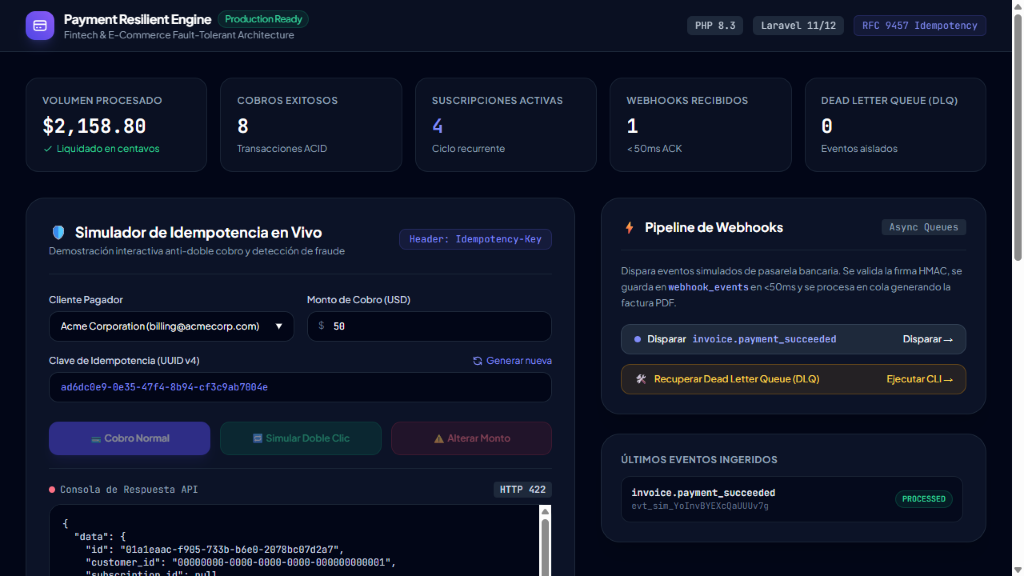 Payment Resilient Engine
Production Ready
Fintech & E-Commerce Fault-Tolerant Architecture
PHP 8.3
Laravel 11/12
RFC 9457 Idempotency
VOLUMEN PROCESADO
$2,158.80
✓ Liquidado en centavos
COBROS EXITOSOS
8
Transacciones ACID
SUSCRIPCIONES ACTIVAS
4
Ciclo recurrente
WEBHOOKS RECIBIDOS
1
<50ms ACK
DEAD LETTER QUEUE (DLQ)
0
Eventos aislados
Simulador de Idempotencia en Vivo
Demostración interactiva anti-doble cobro y detección de fraude
Header: Idempotency-Key
Cliente Pagador
Acme Corporation (billing@acmecorp.com)
Monto de Cobro (USD)
$ 50
Clave de Idempotencia (UUID v4)
Generar nueva
ad6dc0e9-0e35-47f4-8b94-cf3c9ab7004e
Cobro Normal
Simular Doble Clic
Alterar Monto
Consola de Respuesta API
HTTP 422
{
"data": {
"id": "01a1eaac-f905-733b-b6e0-2078bc07d2a7",
"customer_id": "00000000-0000-0000-0000-000000000001",
"subscription_id": null,
Pipeline de Webhooks
Async Queues
Dispara eventos simulados de pasarela bancaria. Se valida la firma HMAC, se
guarda en webhook_events en <50ms y se procesa en cola generando la
factura PDF.
Disparar invoice.payment_succeeded
Disparar→
Recuperar Dead Letter Queue (DLQ)
Ejecutar CLI→
ÚLTIMOS EVENTOS INGERIDOS
invoice.payment_succeeded
evt_sim_YoInvBYEXcQaUUUv7g
PROCESSED